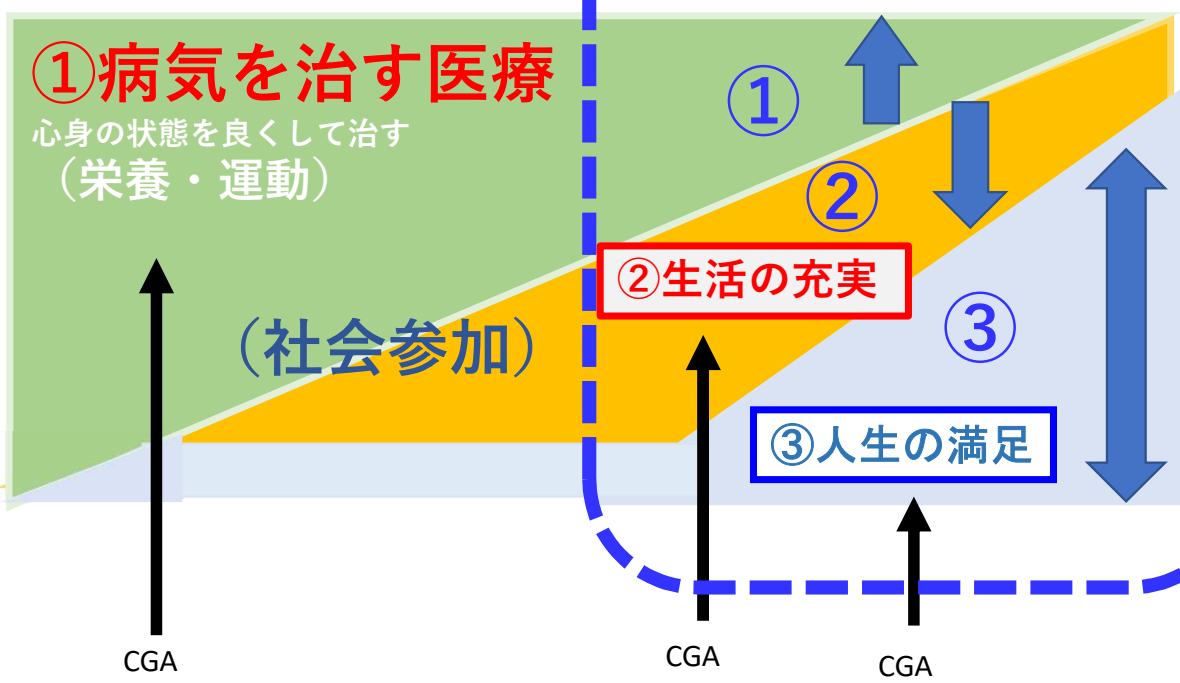 ①病気を治す医療
心身の状態を良くして治す
（栄養・運動）
①
②
②生活の充実
（社会参加）
③
③人生の満足
CGA
CGA
CGA